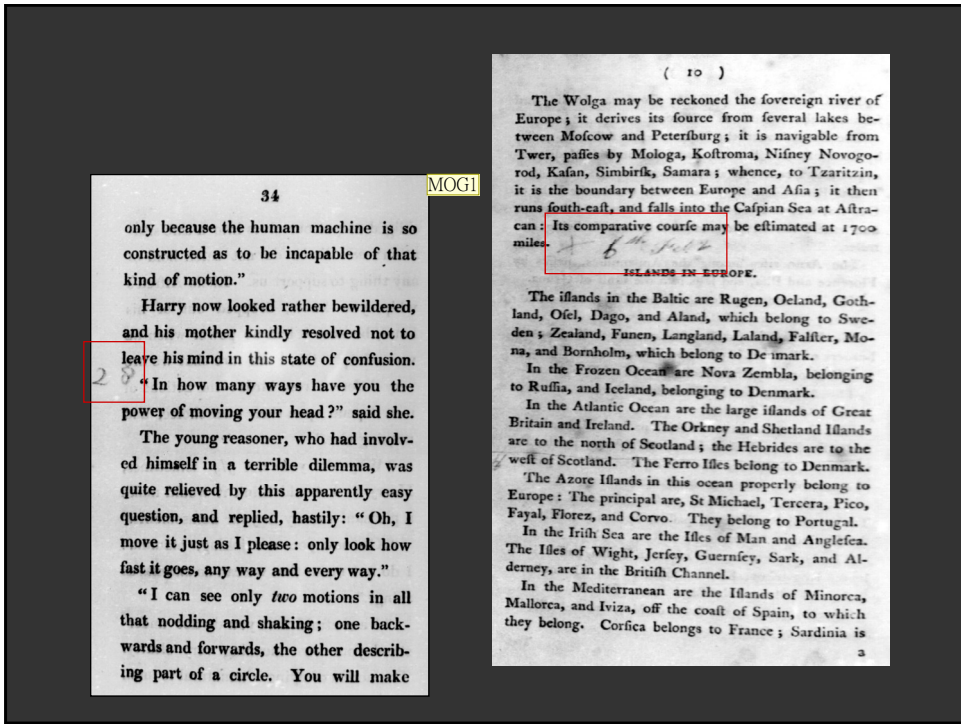 34
only because the human machine is so
constructed as to be incapable of that
kind of motion."
Harry now looked rather bewildered,
and his mother kindly resolved not to
leave his mind in this state of confusion.
28
"In how many ways have you the
power of moving your head?" said she.
The young reasoner, who had involv-
ed himself in a terrible dilemma, was
quite relieved by this apparently easy
question, and replied, hastily: "Oh, I
move it just as I please: only look how
fast it goes, any way and every way."
"I can see only two motions in all
that nodding and shaking; one back-
wards and forwards, the other describ-
ing part of a circle. You will make
MOG1
( 10 )
The Wolga may be reckoned the ſovereign river of
Europe; it derives its ſource from ſeveral lakes be-
tween Moſcow and Peterſburg; it is navigable from
Twer, paſſes by Mologa, Koſtroma, Niſney Novogo-
rod, Kaſan, Simbirſk, Samara; whence, to Tzaritzin,
it is the boundary between Europe and Aſia; it then
runs ſouth-eaſt, and falls into the Caſpian Sea at Aſtra-
can: Its comparative courſe may be eſtimated at 1700
miles.
6th
ISLANDS IN EUROPE.
The iſlands in the Baltic are Rugen, Oeland, Goth-
land, Oſel, Dago, and Aland, which belong to Swe-
den; Zealand, Funen, Langland, Laland, Falſter, Mo-
na, and Bornholm, which belong to De mark.
In the Frozen Ocean are Nova Zembla, belonging
to Ruſſia, and Iceland, belonging to Denmark.
In the Atlantic Ocean are the large iſlands of Great
Britain and Ireland. The Orkney and Shetland Iſlands
are to the north of Scotland; the Hebrides are to the
weſt of Scotland. The Ferro Iſles belong to Denmark.
The Azore Iſlands in this ocean properly belong to
Europe: The principal are, St Michael, Tercera, Pico,
Fayal, Florez, and Corvo. They belong to Portugal.
In the Iriſh Sea are the Iſles of Man and Angleſea.
The Iſles of Wight, Jerſey, Guernſey, Sark, and Al-
derney, are in the Britiſh Channel.
In the Mediterranean are the Iſlands of Minorca,
Mallorca, and Iviza, off the coaſt of Spain, to which
they belong. Corſica belongs to France; Sardinia is
2